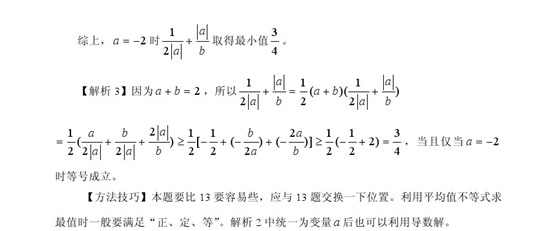 综上，a = −2 时 1/(2|a|) + |a|/b 取得最小值 3/4 。
【解析 3】因为 a + b = 2 ，所以 1/(2|a|) + |a|/b = 1/2 (a + b)(1/(2|a|) + |a|/b)
= 1/2 (a/(2|a|) + b/(2|a|) + 2|a|/b) ≥ 1/2 [−1/2 + (−b/(2a)) + (−2a/b)] ≥ 1/2 (−1/2 + 2) = 3/4 ，当且仅当 a = −2
时等号成立。
【方法技巧】本题要比 13 要容易些，应与 13 题交换一下位置。利用平均值不等式求
最值时一般要满足“正、定、等”。解析 2 中统一为变量 a 后也可以利用导数解。